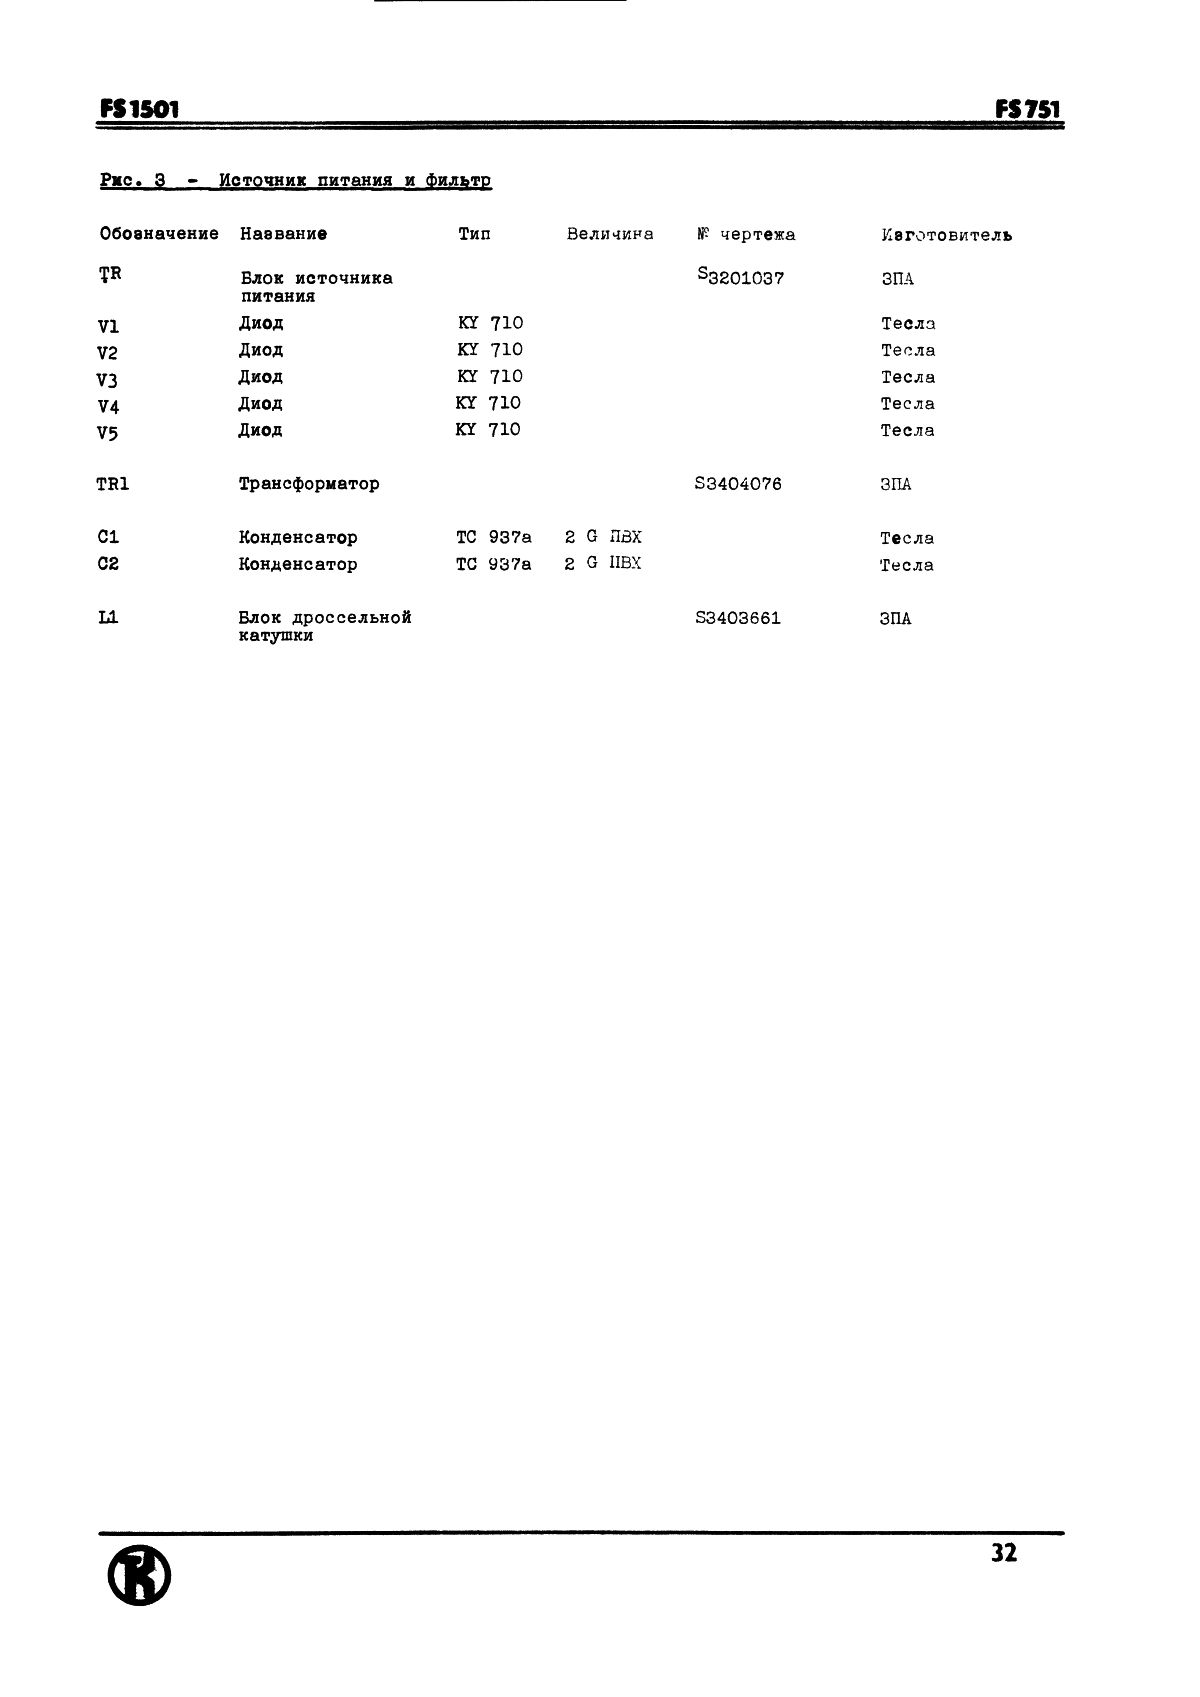 FS1501 FS751
Рис. 3 - Источник питания и фильтр
Обозначение Название Тип Величина № чертежа Изготовитель
TR Блок источника S3201037 ЗПА
питания
V1 Диод KY 710 Тесла
V2 Диод KY 710 Тесла
V3 Диод KY 710 Тесла
V4 Диод KY 710 Тесла
V5 Диод KY 710 Тесла
TR1 Трансформатор S3404076 ЗПА
C1 Конденсатор TC 937a 2 G ПВХ Тесла
C2 Конденсатор TC 937a 2 G ПВХ Тесла
L1 Блок дроссельной S3403661 ЗПА
катушки
32